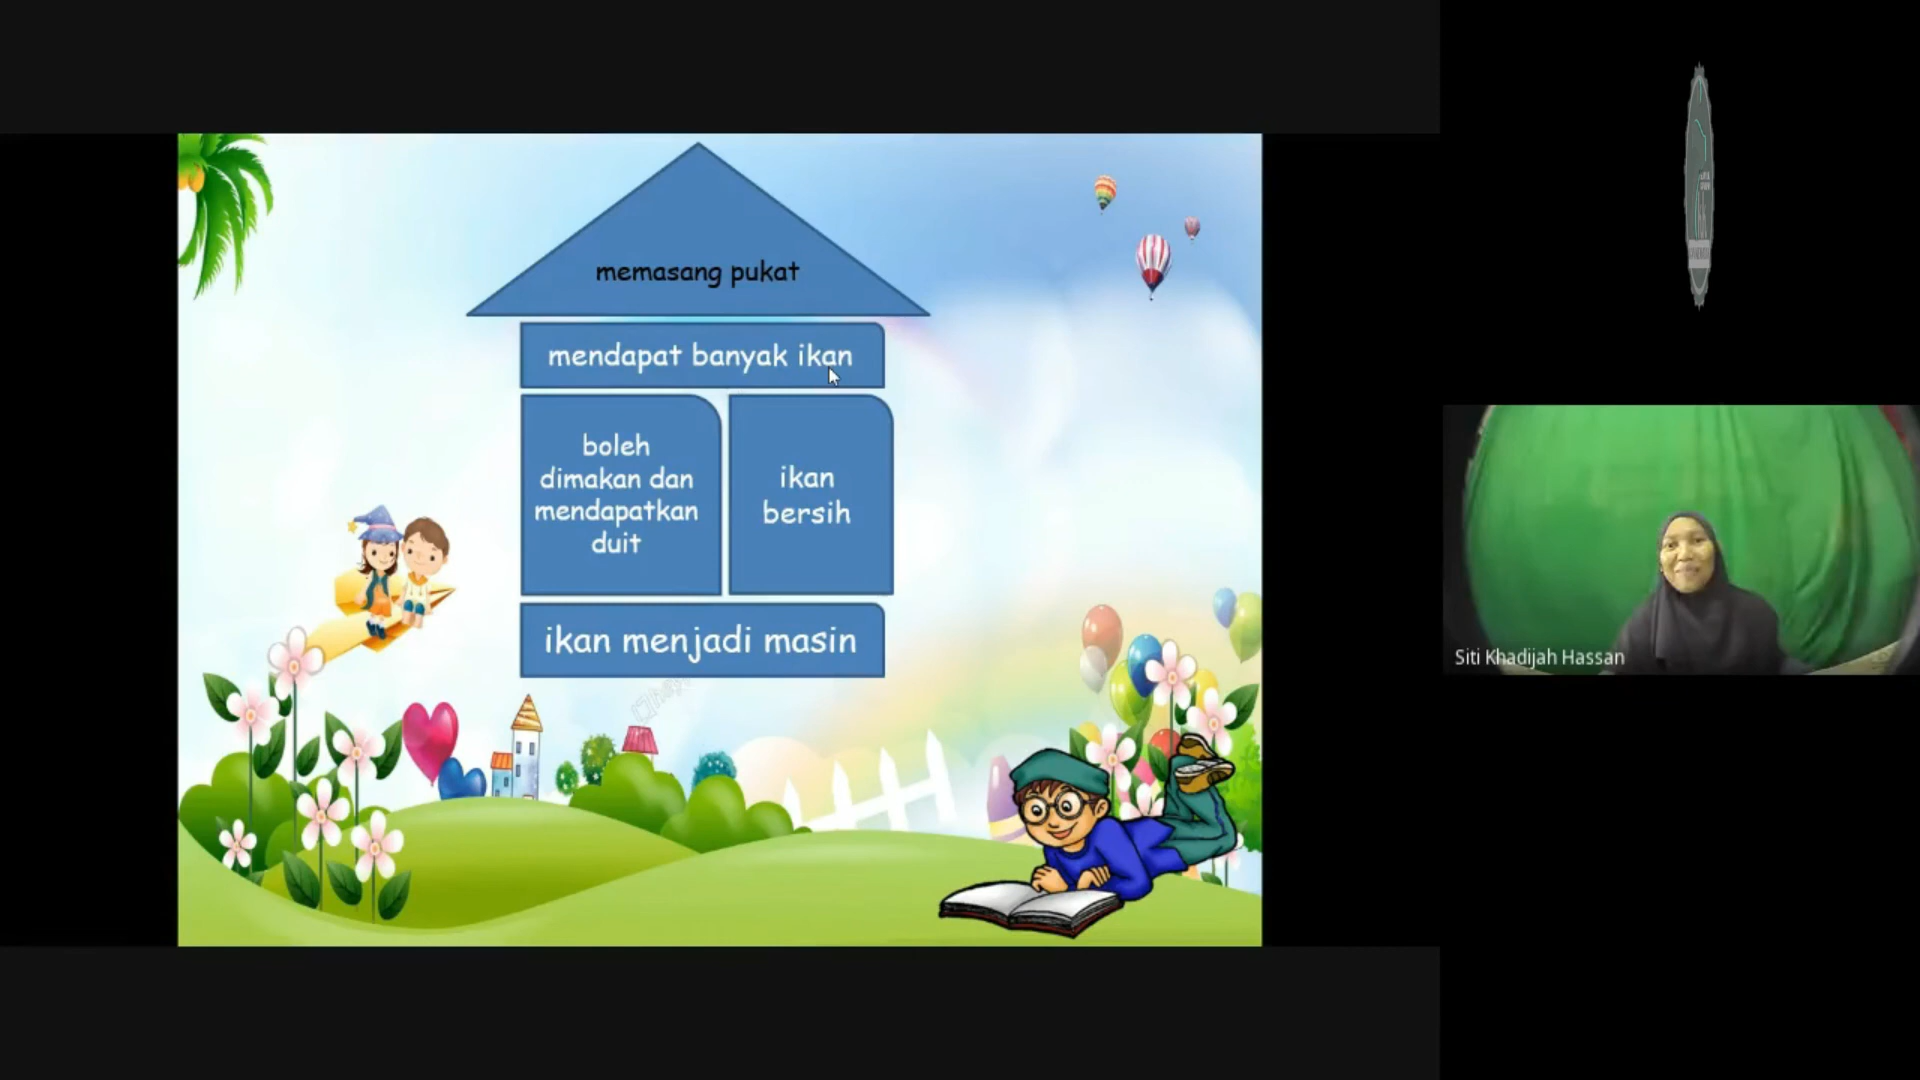 memasang pukat
mendapat banyak ikan
boleh
dimakan dan
mendapatkan
duit
ikan
bersih
ikan menjadi masin
Siti Khadijah Hassan